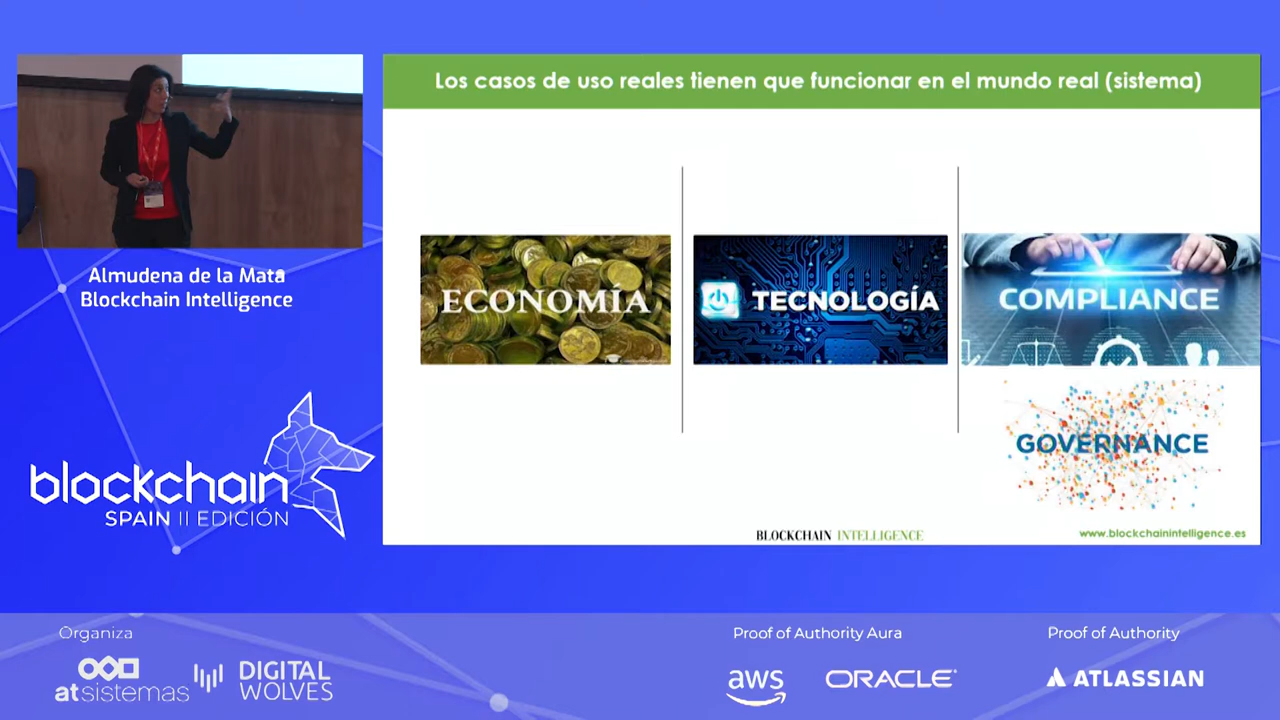 Los casos de uso reales tienen que funcionar en el mundo real (sistema)
Almudena de la Mata
Blockchain Intelligence
ECONOMÍA
TECNOLOGÍA
COMPLIANCE
GOVERNANCE
BLOCKCHAIN INTELLIGENCE
www.blockchainintelligence.es
blockchain
SPAIN II EDICIÓN
Organiza
atsistemas
DIGITAL
WOLVES
Proof of Authority Aura
aws
ORACLE
Proof of Authority
ATLASSIAN